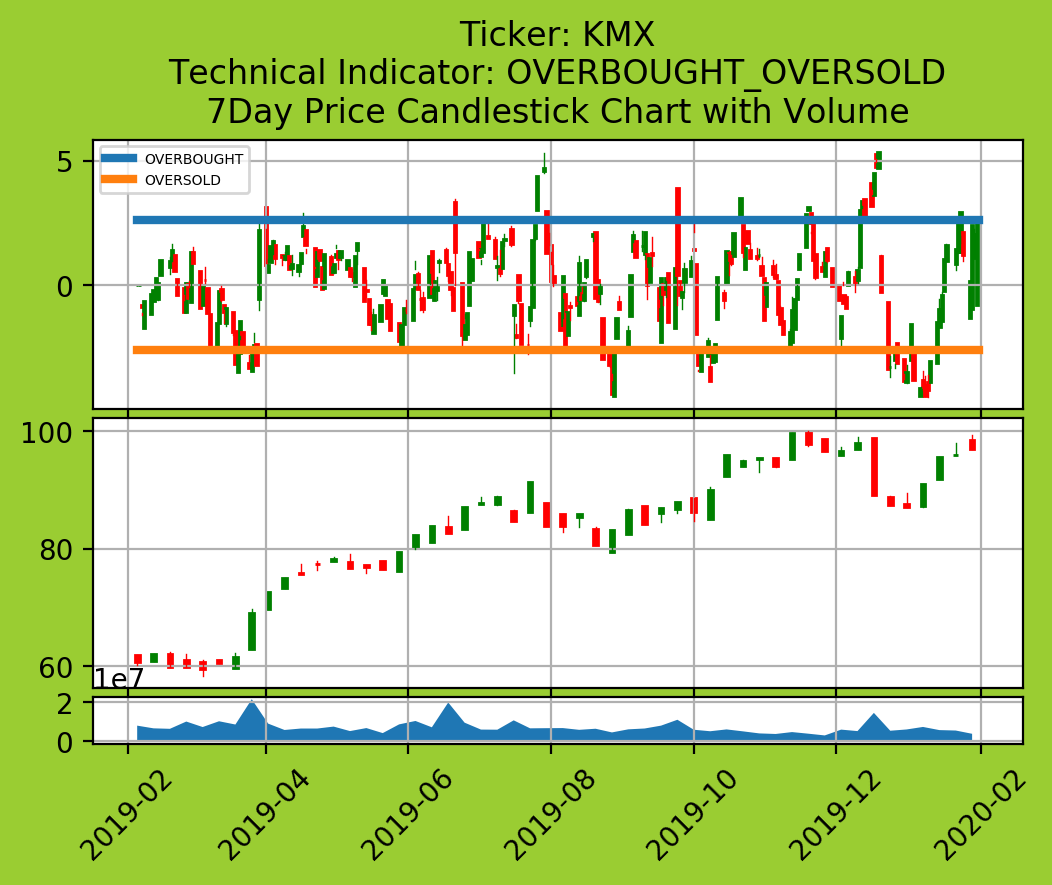 Ticker: KMX
Technical Indicator: OVERBOUGHT_OVERSOLD
7Day Price Candlestick Chart with Volume
OVERBOUGHT
OVERSOLD
5
0
100
80
60
1e7
2
0
2019-02
2019-04
2019-06
2019-08
2019-10
2019-12
2020-02